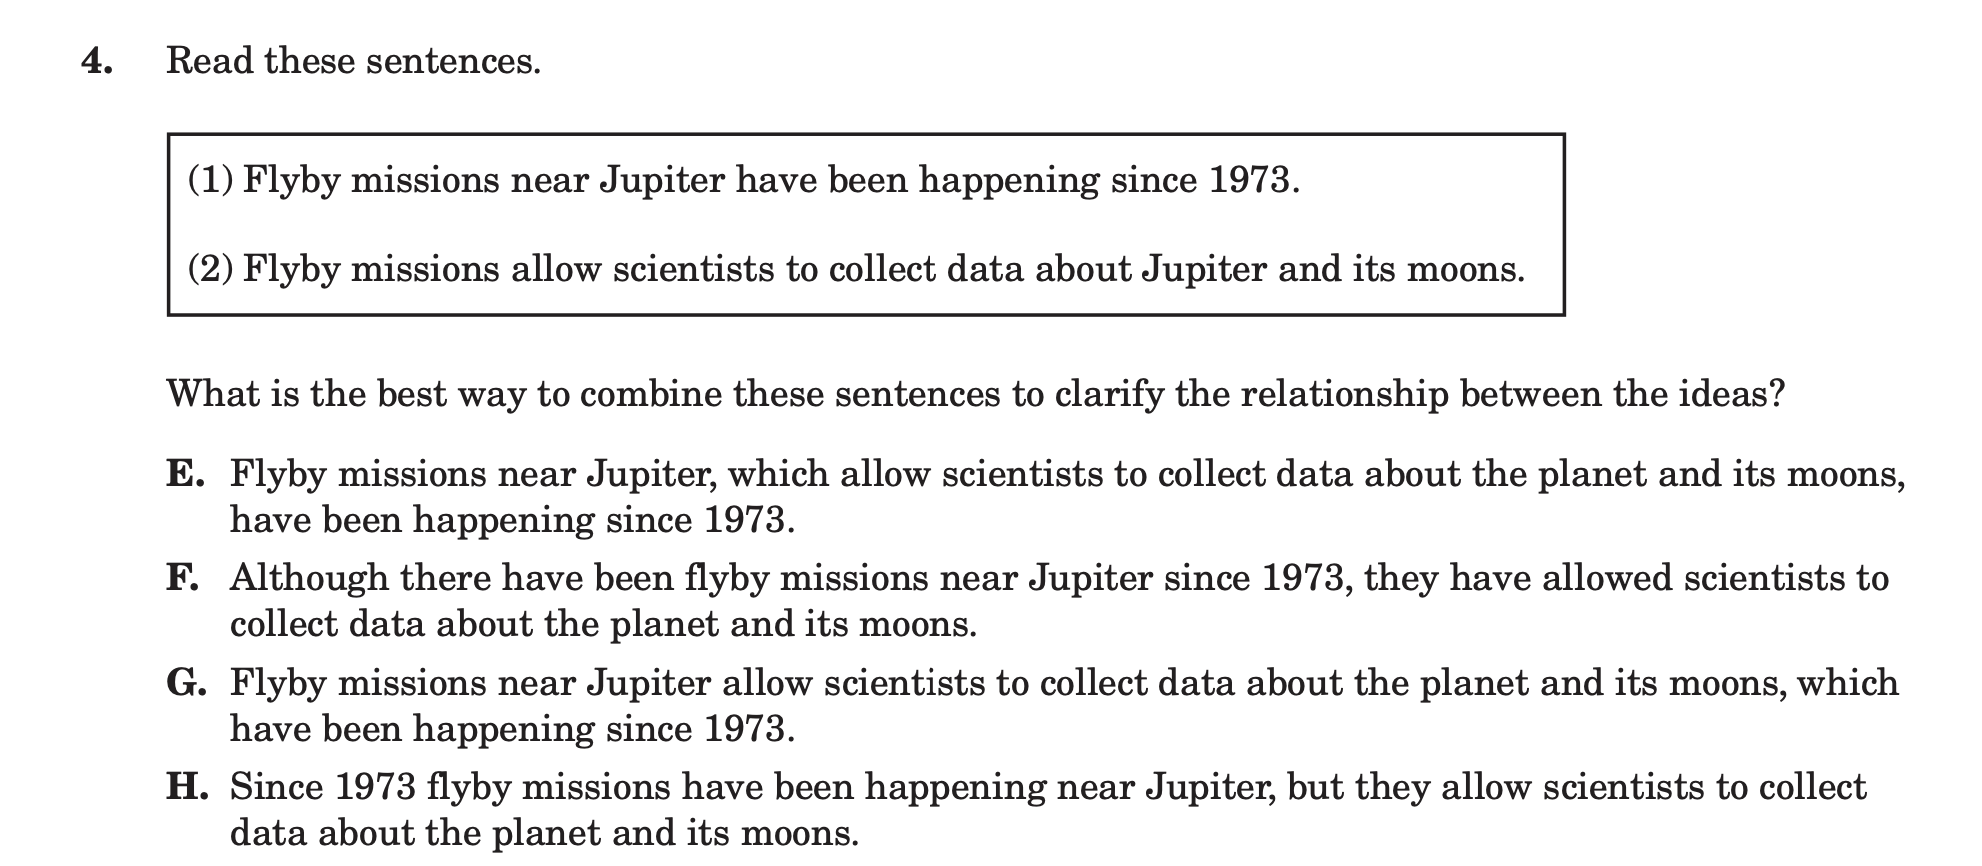 4. Read these sentences.
(1) Flyby missions near Jupiter have been happening since 1973.
(2) Flyby missions allow scientists to collect data about Jupiter and its moons.
What is the best way to combine these sentences to clarify the relationship between the ideas?
E. Flyby missions near Jupiter, which allow scientists to collect data about the planet and its moons,
have been happening since 1973.
F. Although there have been flyby missions near Jupiter since 1973, they have allowed scientists to
collect data about the planet and its moons.
G. Flyby missions near Jupiter allow scientists to collect data about the planet and its moons, which
have been happening since 1973.
H. Since 1973 flyby missions have been happening near Jupiter, but they allow scientists to collect
data about the planet and its moons.